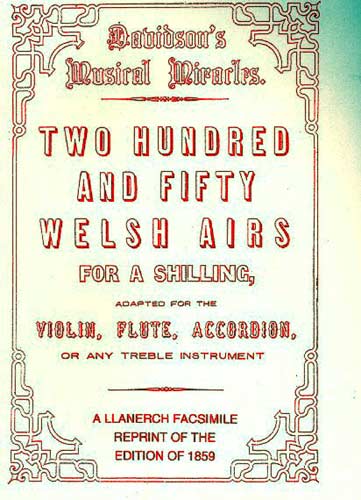 Davidson's
Musical Miracles.
TWO HUNDRED
AND FIFTY
WELSH AIRS
FOR A SHILLING,
ADAPTED FOR THE
VIOLIN, FLUTE, ACCORDION,
OR ANY TREBLE INSTRUMENT
A LLANERCH FACSIMILE
REPRINT OF THE
EDITION OF 1859